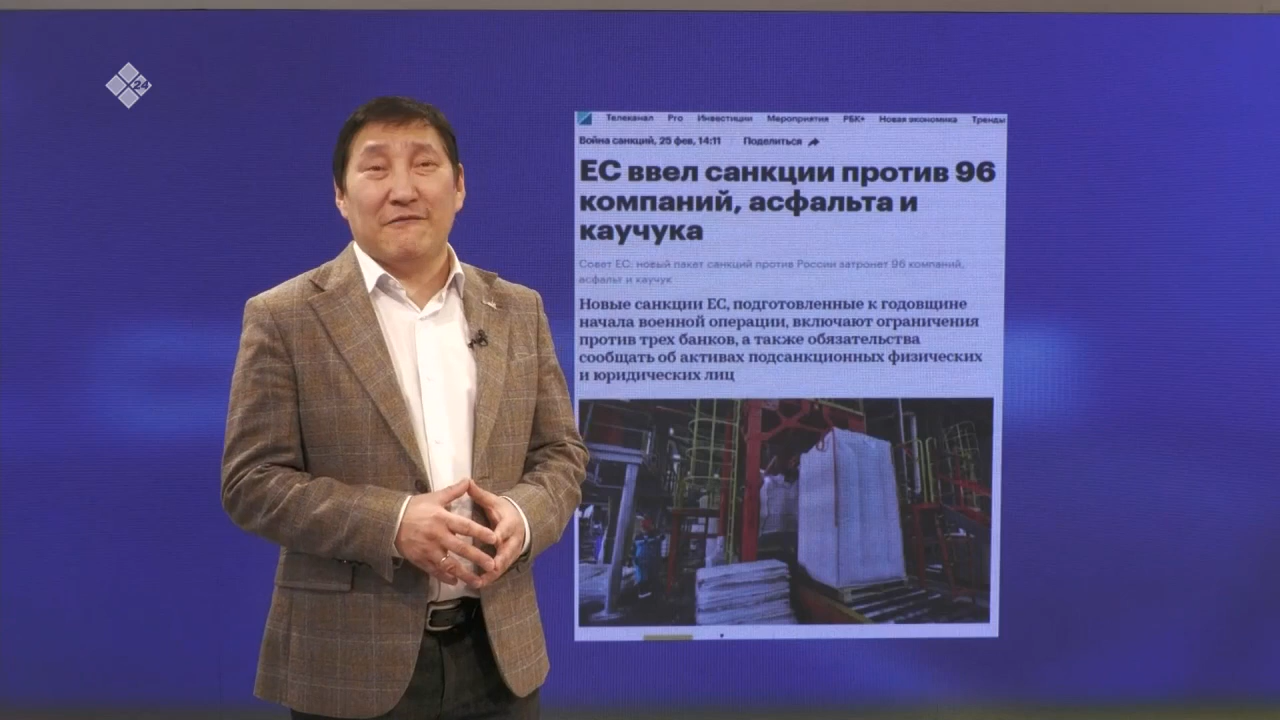 24
Телеканал Pro Инвестиции Мероприятия РБК+ Новая экономика Тренды
Война санкций, 25 фев, 14:11 Поделиться
ЕС ввел санкции против 96
компаний, асфальта и
каучука
Совет ЕС: новый пакет санкций против России затронет 96 компаний,
асфальт и каучук
Новые санкции ЕС, подготовленные к годовщине
начала военной операции, включают ограничения
против трех банков, а также обязательства
сообщать об активах подсанкционных физических
и юридических лиц